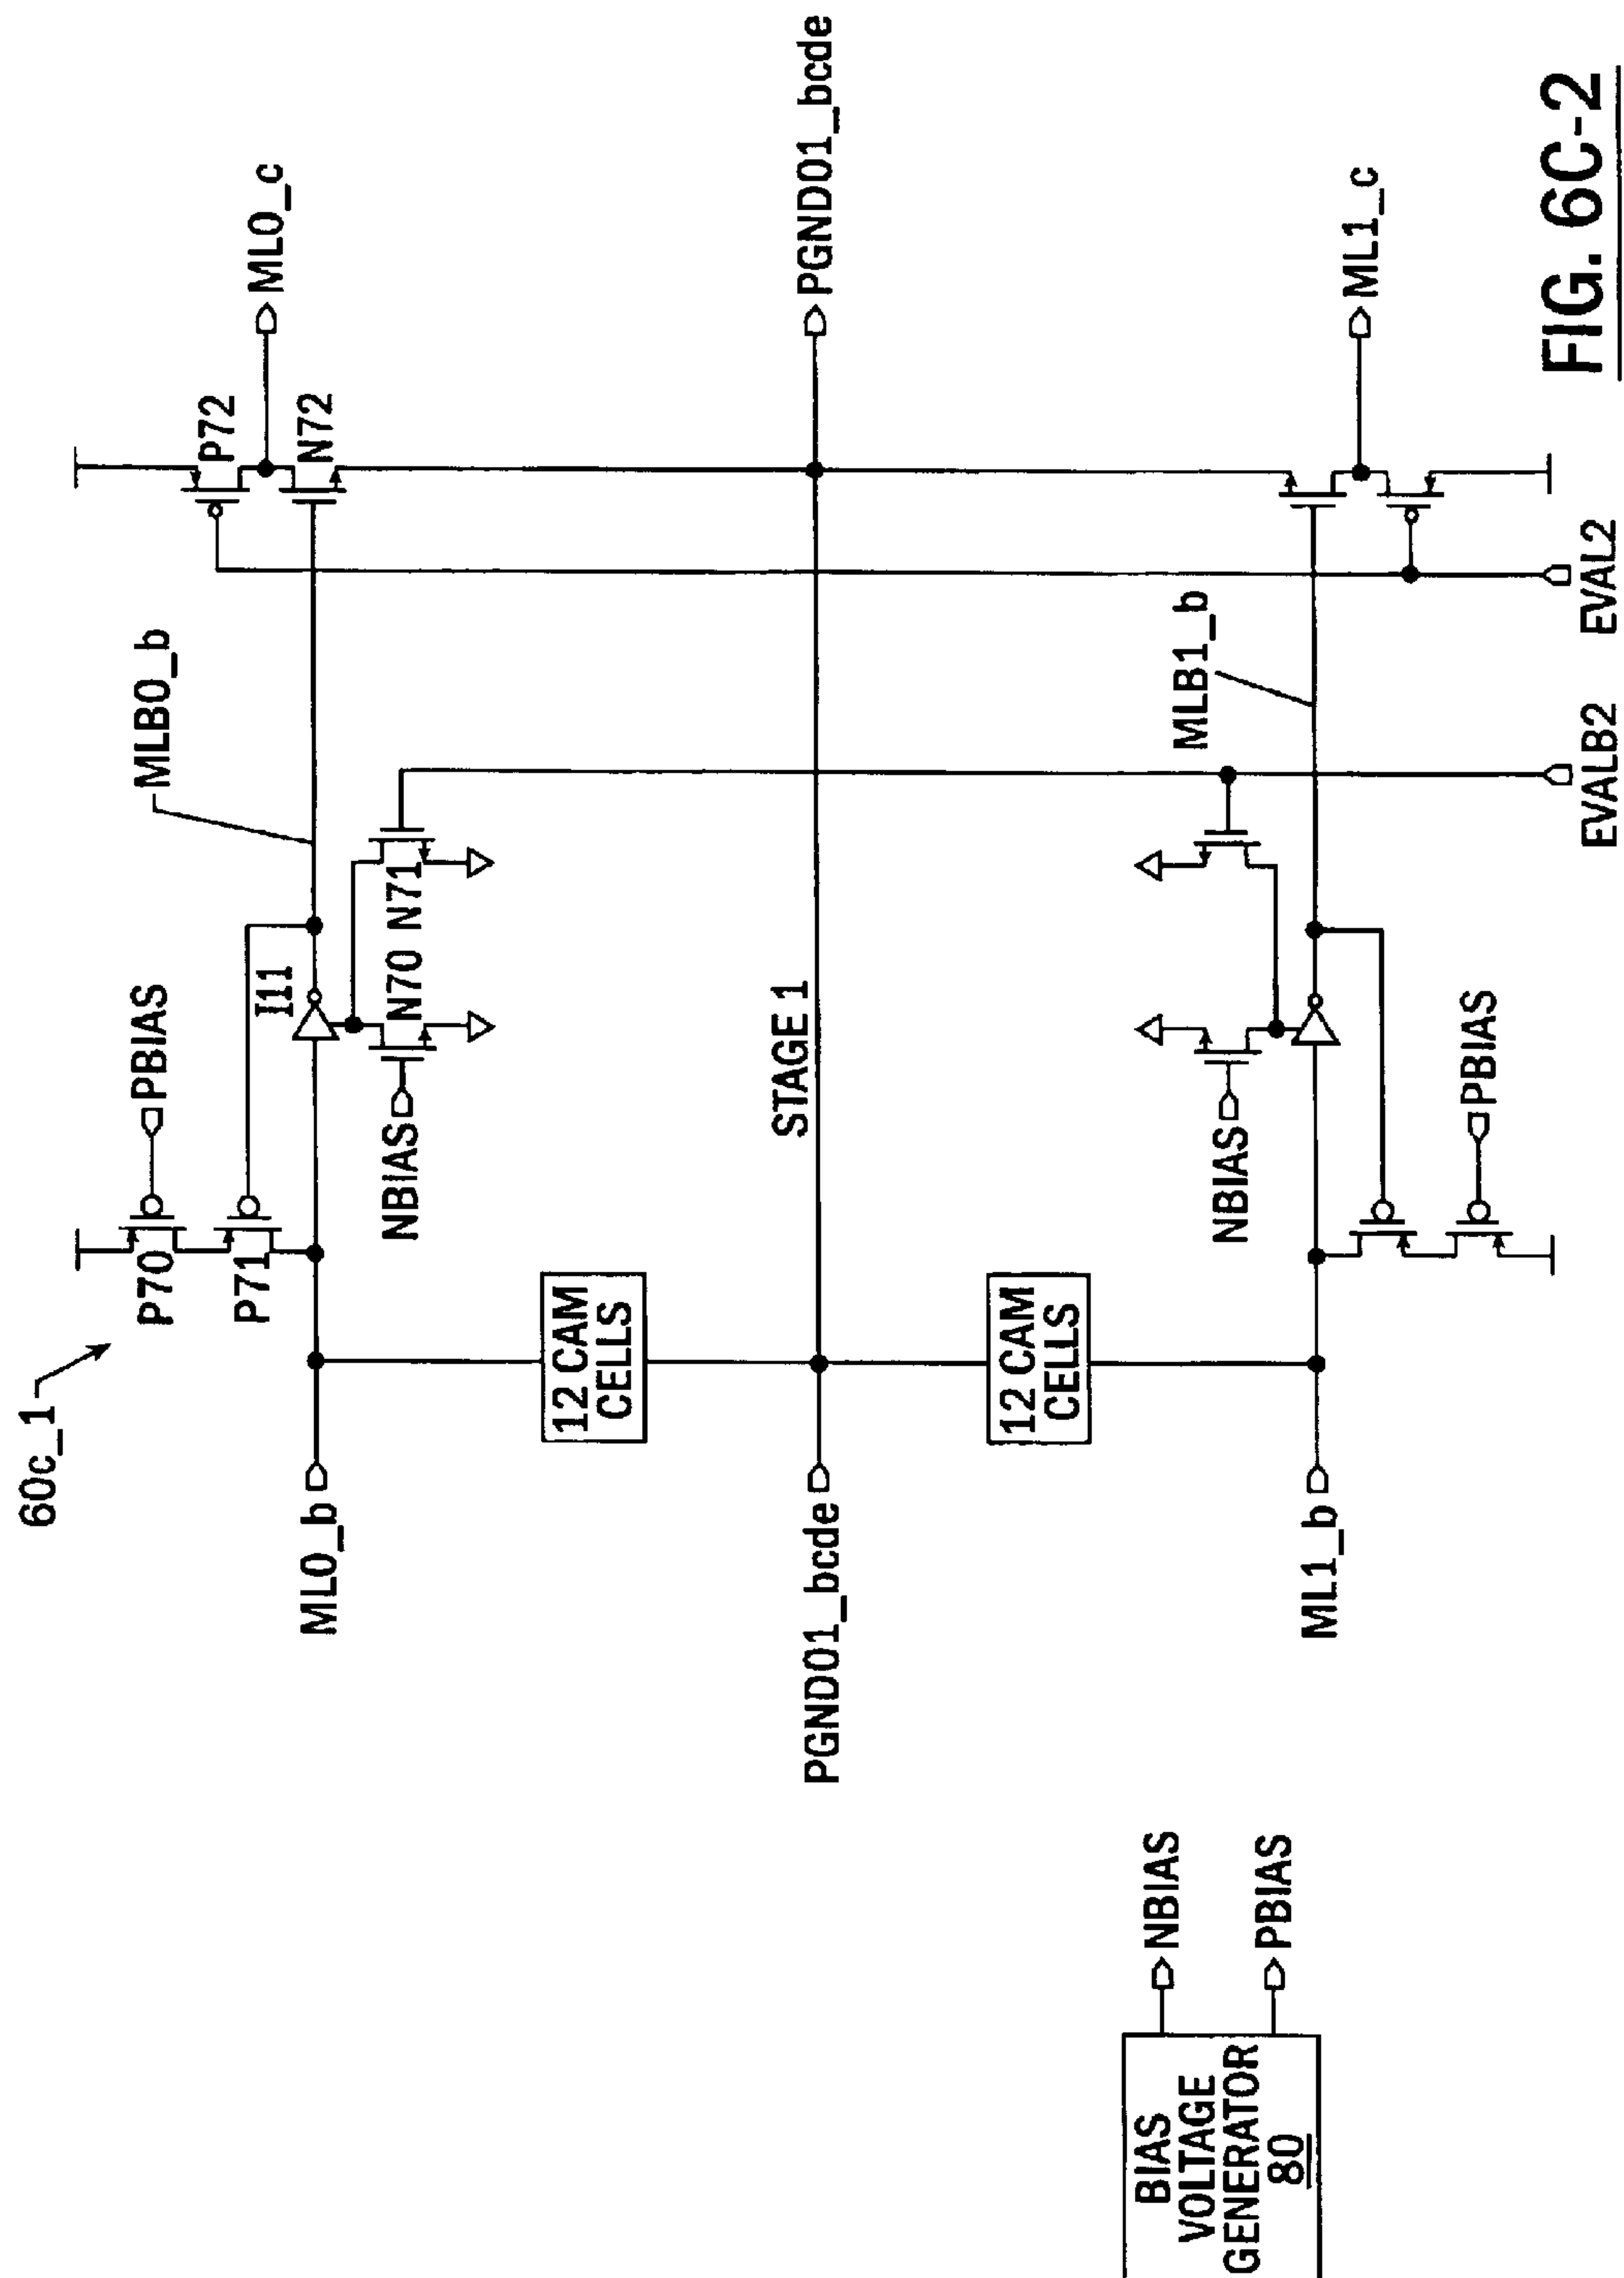 60c_1
P70
PBIAS
P71
I11
MLB0_b
P72
ML0_c
N72
ML0_b
NBIAS
N70
N71
12 CAM
CELLS
STAGE 1
PGND01_bcde
PGND01_bcde
12 CAM
CELLS
NBIAS
MLB1_b
ML1_b
ML1_c
PBIAS
EVALB2
EVAL2
BIAS
VOLTAGE
GENERATOR
80
NBIAS
PBIAS
FIG. 6C-2